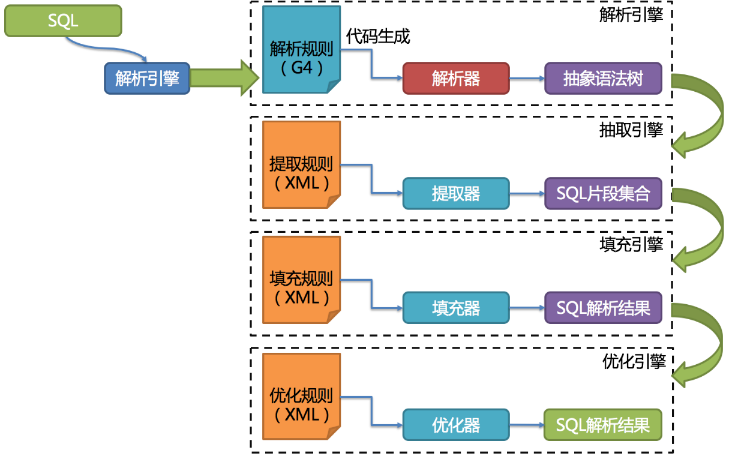 SQL
解析引擎
解析引擎
解析规则
（G4）
代码生成
解析器
抽象语法树
抽取引擎
提取规则
（XML）
提取器
SQL片段集合
填充引擎
填充规则
（XML）
填充器
SQL解析结果
优化引擎
优化规则
（XML）
优化器
SQL解析结果